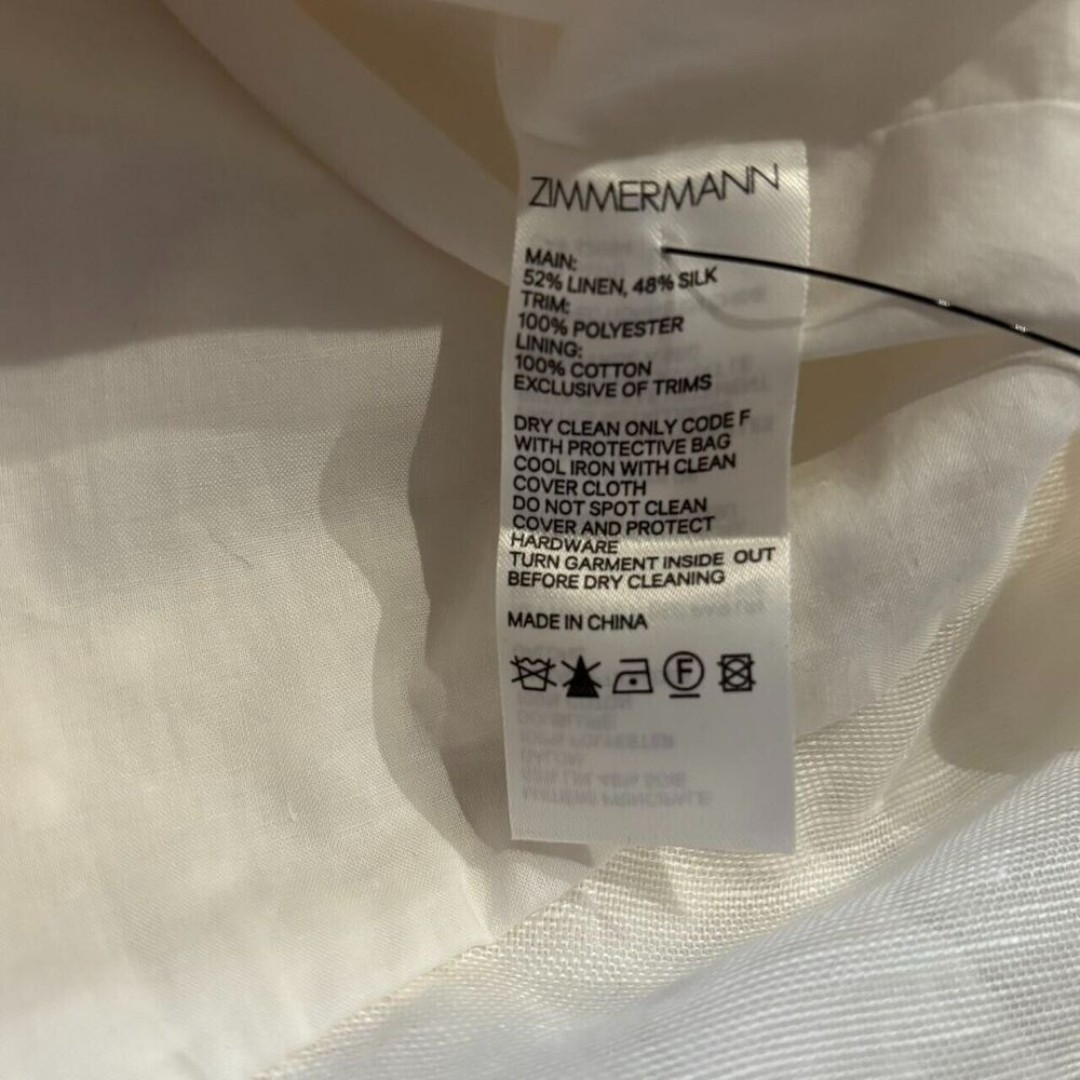 ZIMMERMANN
MAIN:
52% LINEN, 48% SILK
TRIM:
100% POLYESTER
LINING:
100% COTTON
EXCLUSIVE OF TRIMS
DRY CLEAN ONLY CODE F
WITH PROTECTIVE BAG
COOL IRON WITH CLEAN
COVER CLOTH
DO NOT SPOT CLEAN
COVER AND PROTECT
HARDWARE
TURN GARMENT INSIDE OUT
BEFORE DRY CLEANING
MADE IN CHINA
F